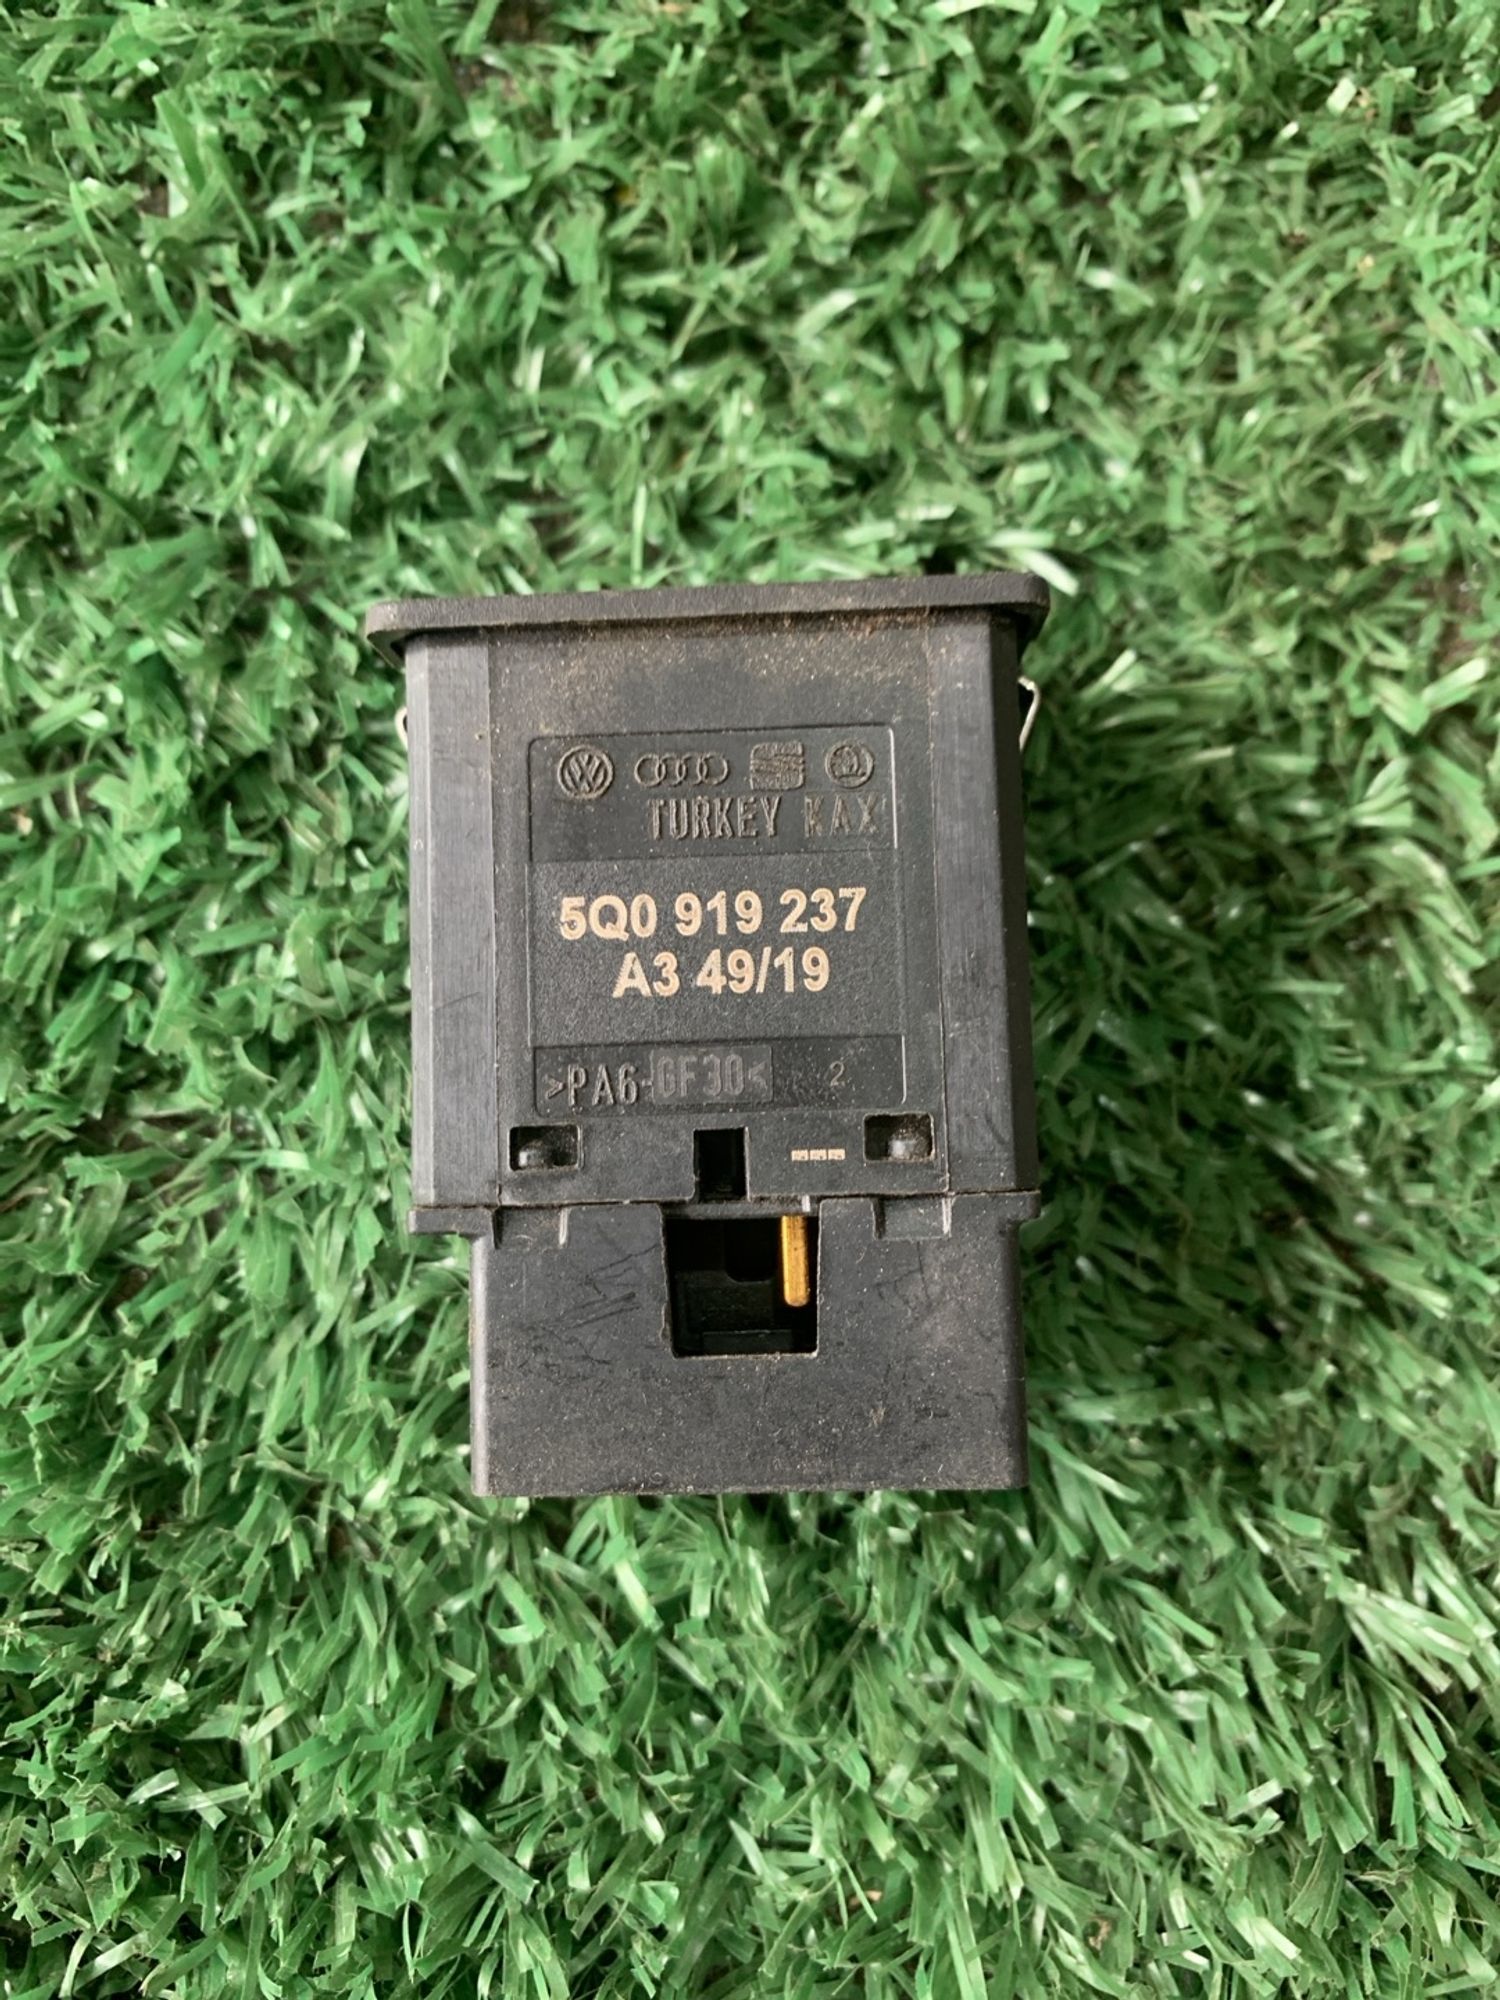 TURKEY KAX
5Q0 919 237
A3 49/19
>PA6-GF30< 2